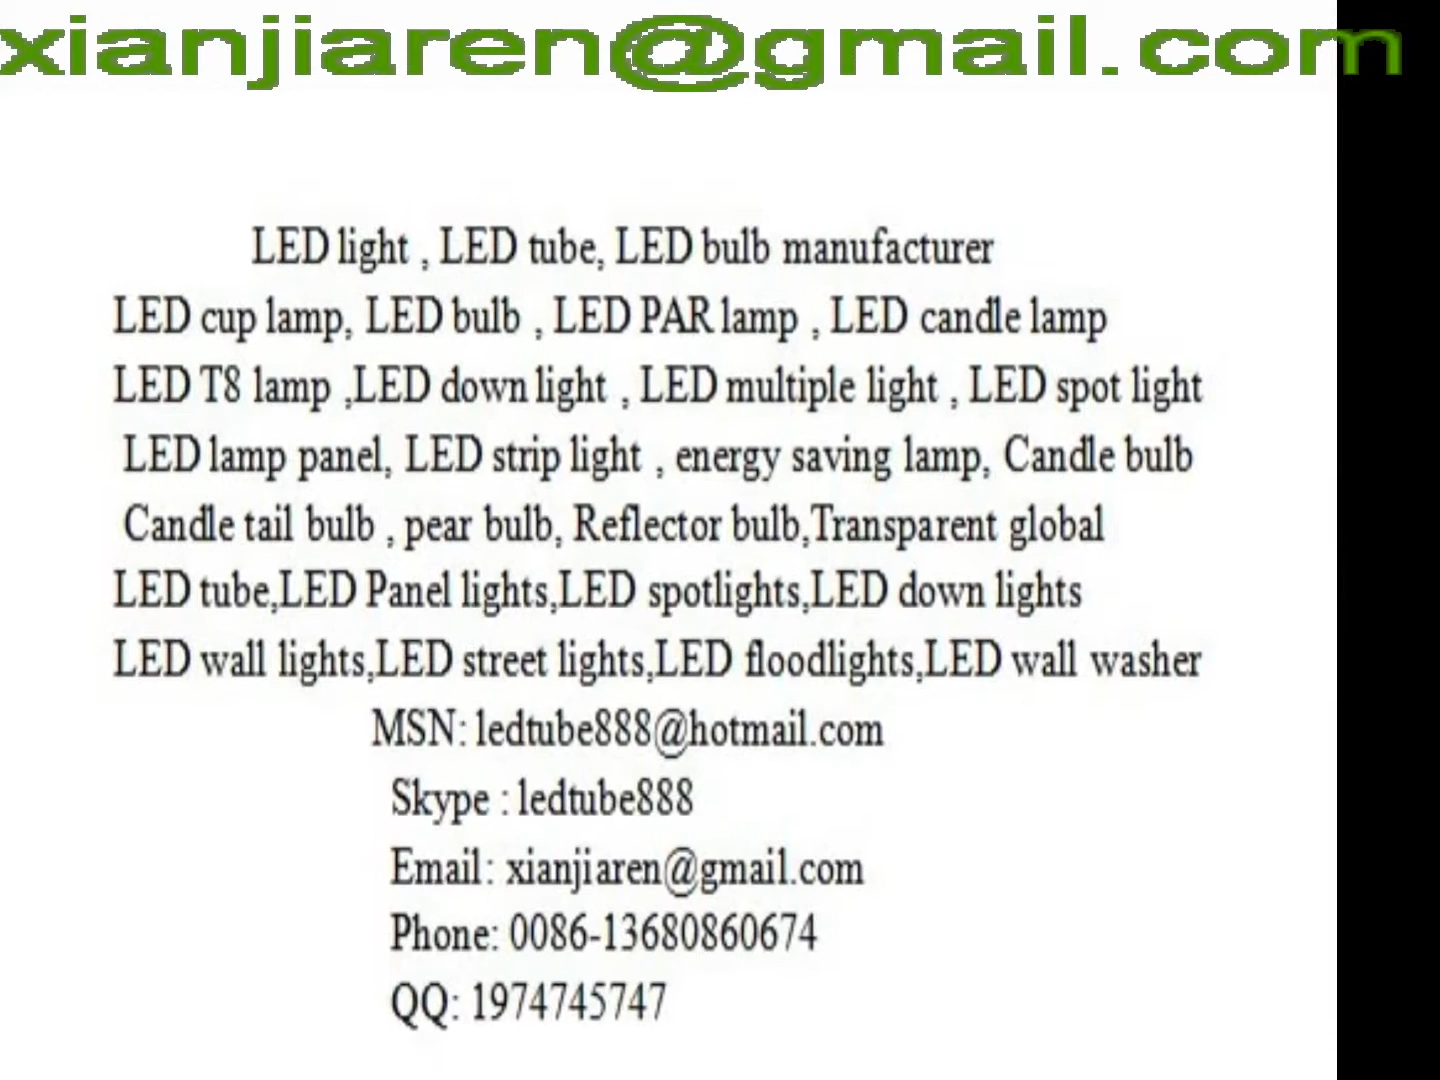 xianjiaren@gmail.com
LED light , LED tube, LED bulb manufacturer
LED cup lamp, LED bulb , LED PAR lamp , LED candle lamp
LED T8 lamp ,LED down light , LED multiple light , LED spot light
LED lamp panel, LED strip light , energy saving lamp, Candle bulb
Candle tail bulb , pear bulb, Reflector bulb,Transparent global
LED tube,LED Panel lights,LED spotlights,LED down lights
LED wall lights,LED street lights,LED floodlights,LED wall washer
MSN: ledtube888@hotmail.com
Skype : ledtube888
Email: xianjiaren@gmail.com
Phone: 0086-13680860674
QQ: 1974745747